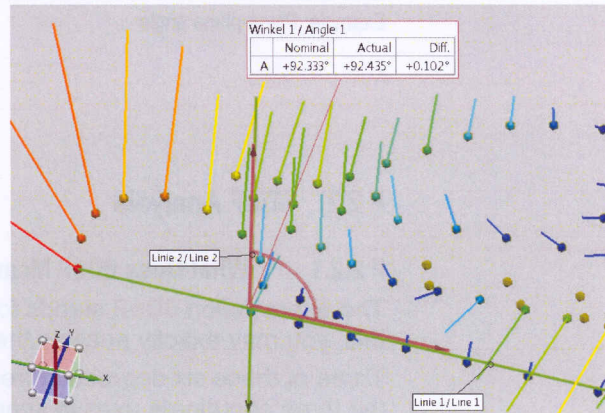 Winkel 1 / Angle 1
Nominal Actual Diff.
A +92.333° +92.435° +0.102°
Linie 2 / Line 2
Linie 1 / Line 1
Z
Y
X